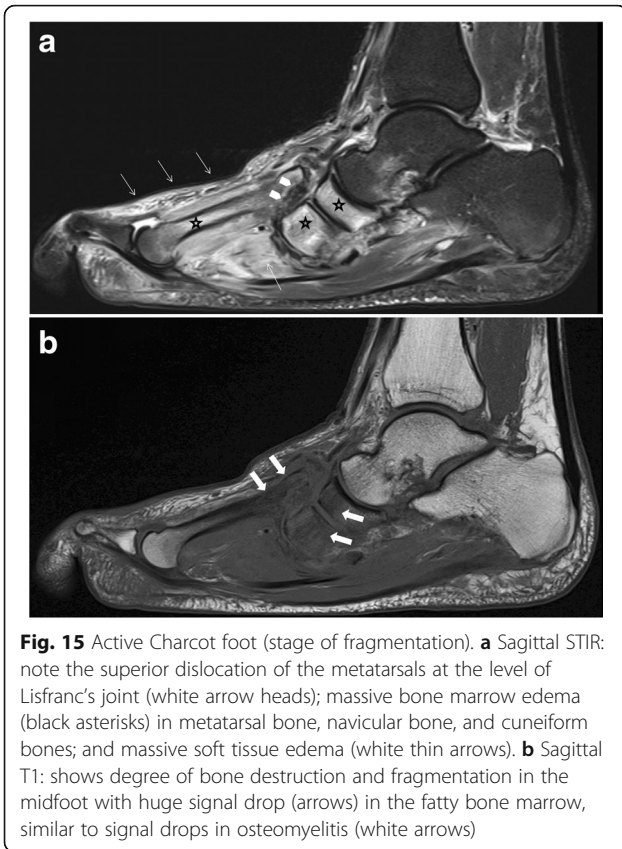 a
b
Fig. 15 Active Charcot foot (stage of fragmentation). a Sagittal STIR:
note the superior dislocation of the metatarsals at the level of
Lisfranc's joint (white arrow heads); massive bone marrow edema
(black asterisks) in metatarsal bone, navicular bone, and cuneiform
bones; and massive soft tissue edema (white thin arrows). b Sagittal
T1: shows degree of bone destruction and fragmentation in the
midfoot with huge signal drop (arrows) in the fatty bone marrow,
similar to signal drops in osteomyelitis (white arrows)